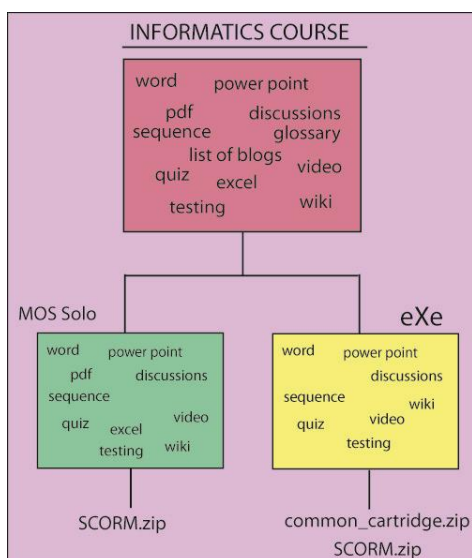 INFORMATICS COURSE
word power point
pdf discussions
sequence glossary
list of blogs
quiz excel video
testing wiki
MOS Solo
word power point
pdf discussions
sequence
quiz excel video
testing wiki
SCORM.zip
eXe
word power point
discussions
sequence wiki
quiz video
testing
common_cartridge.zip
SCORM.zip